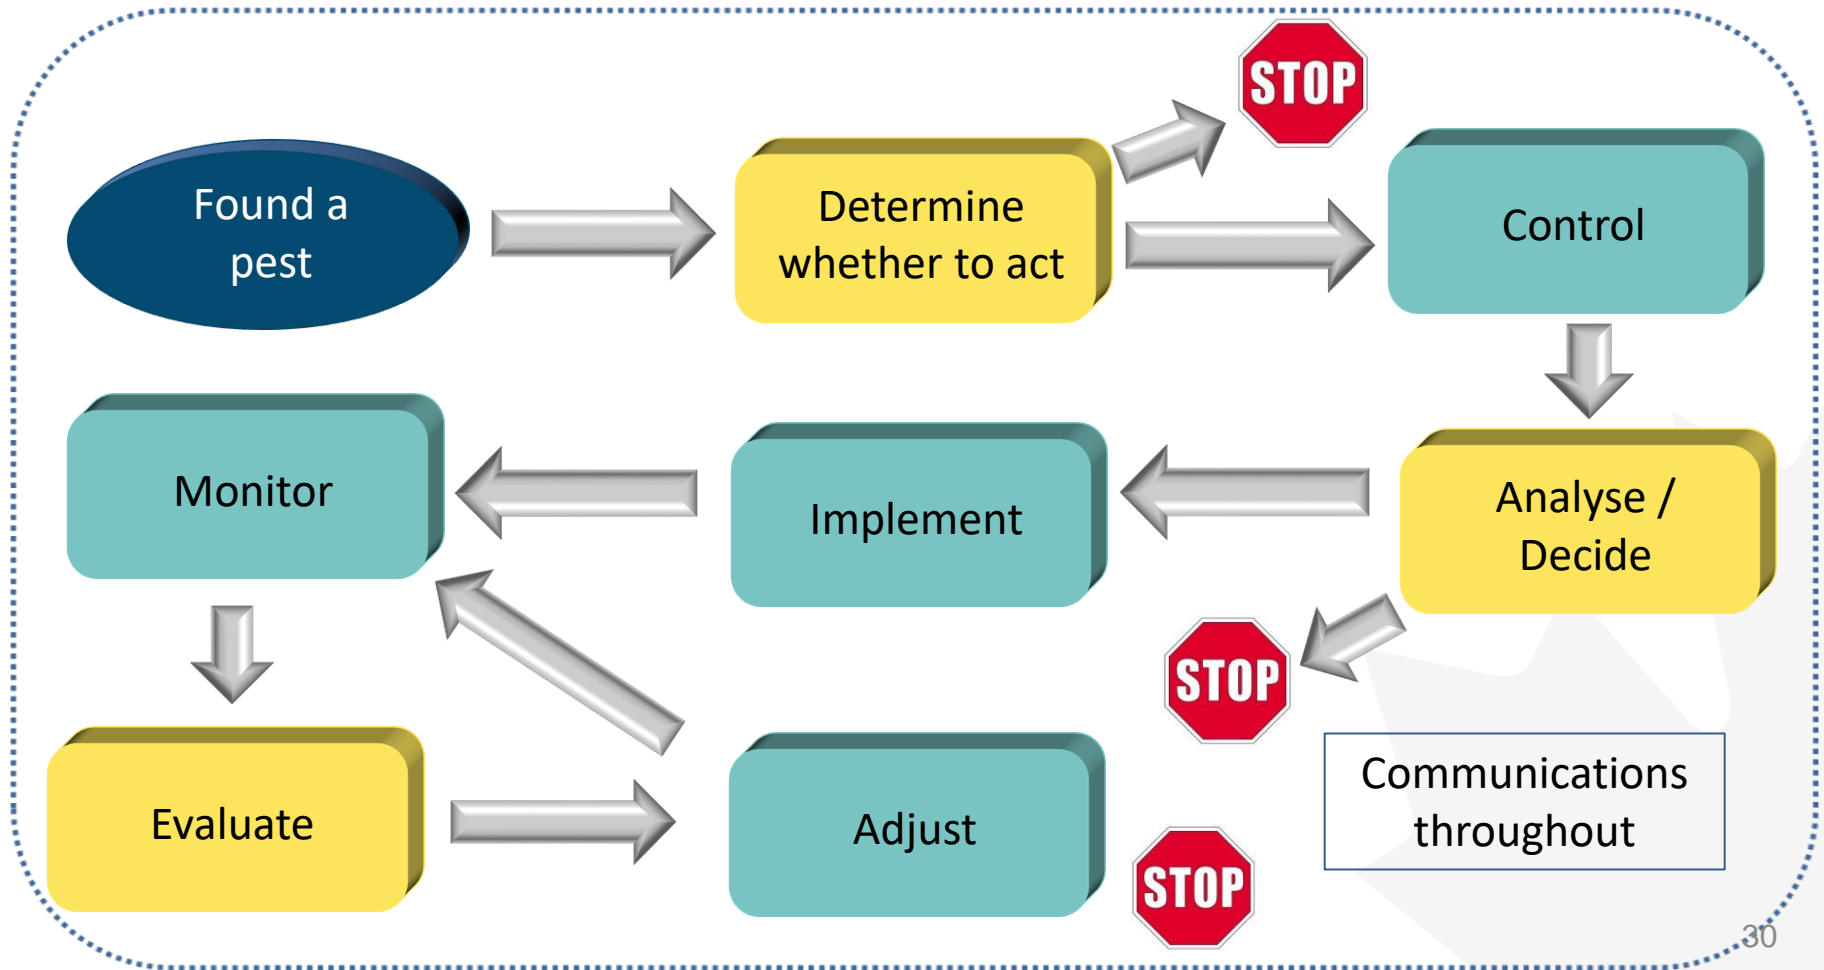 STOP
Found a
pest
Determine
whether to act
Control
Monitor
Implement
Analyse /
Decide
STOP
Communications
throughout
Evaluate
Adjust
STOP
30